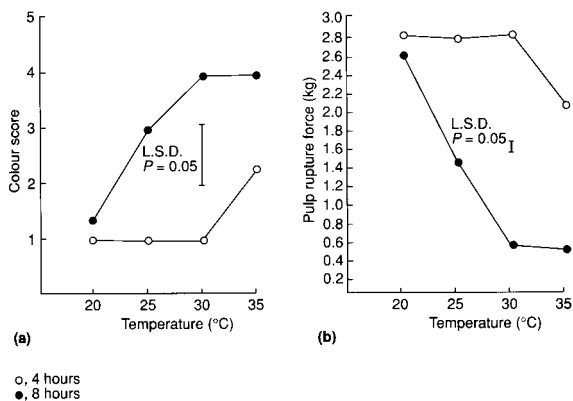 5
4
3
2
1
Colour score
L.S.D.
P = 0.05
20 25 30 35
Temperature (°C)
(a)
3.0
2.8
2.6
2.4
2.2
2.0
1.8
1.6
1.4
1.2
1.0
0.8
0.6
0.4
0.2
Pulp rupture force (kg)
L.S.D.
P = 0.05
20 25 30 35
Temperature (°C)
(b)
○, 4 hours
●, 8 hours